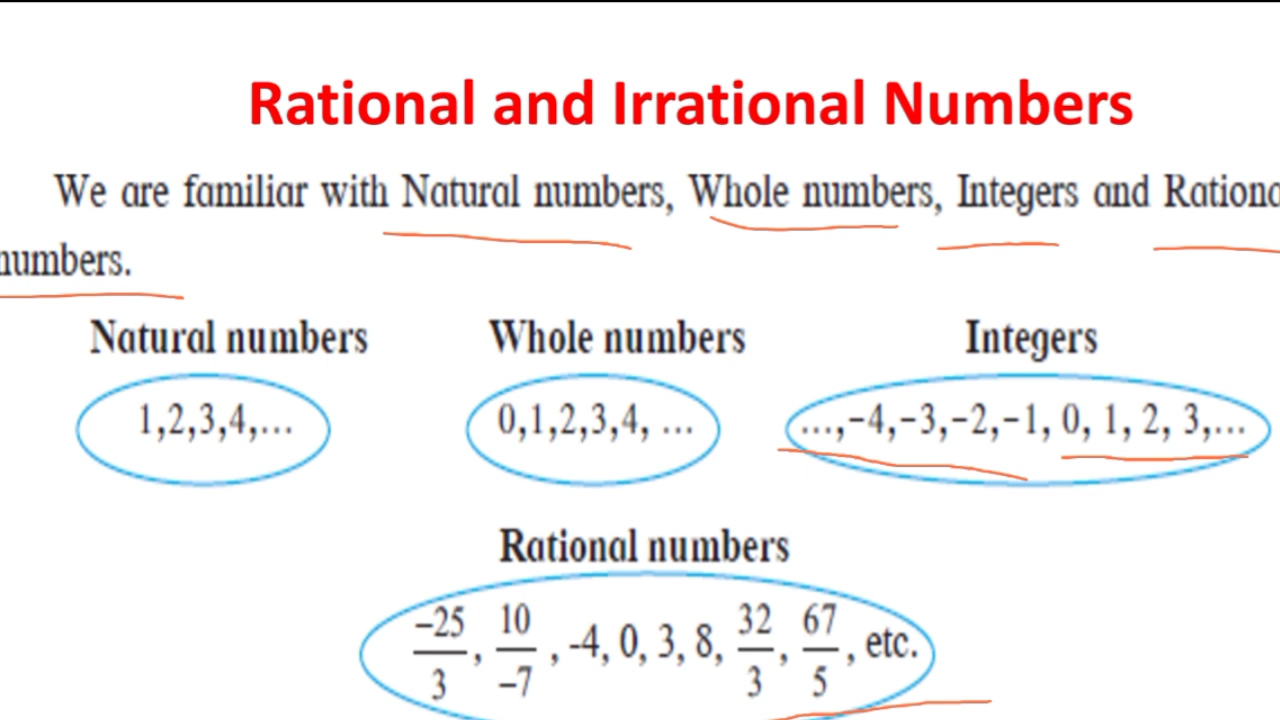 Rational and Irrational Numbers
We are familiar with Natural numbers, Whole numbers, Integers and Rationa
numbers.
Natural numbers Whole numbers Integers
1,2,3,4,... 0,1,2,3,4, ... ...,−4,−3,−2,−1, 0, 1, 2, 3,...
Rational numbers
−25/3, 10/−7, -4, 0, 3, 8, 32/3, 67/5, etc.